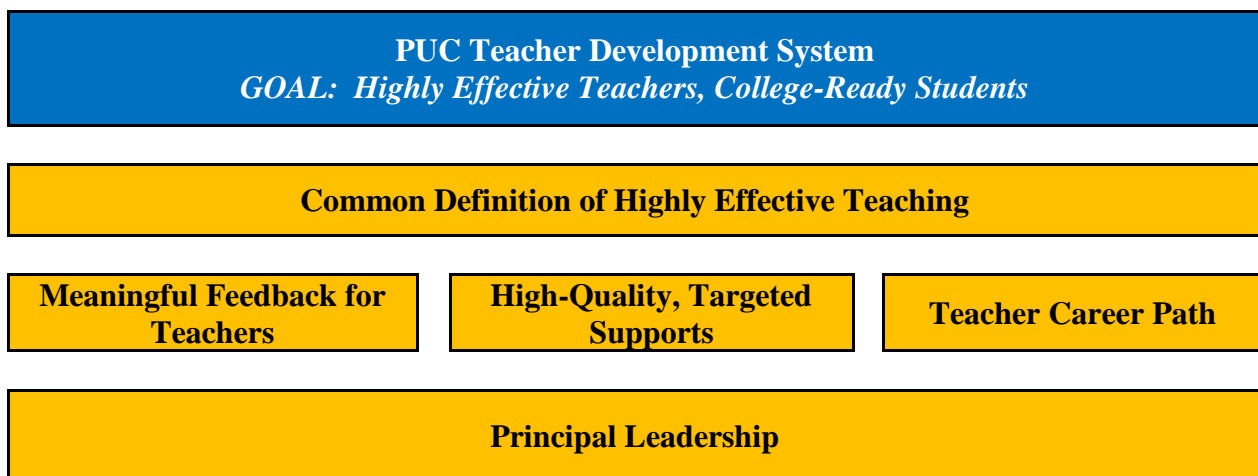 PUC Teacher Development System
GOAL: Highly Effective Teachers, College-Ready Students
Common Definition of Highly Effective Teaching
Meaningful Feedback for
Teachers
High-Quality, Targeted
Supports
Teacher Career Path
Principal Leadership